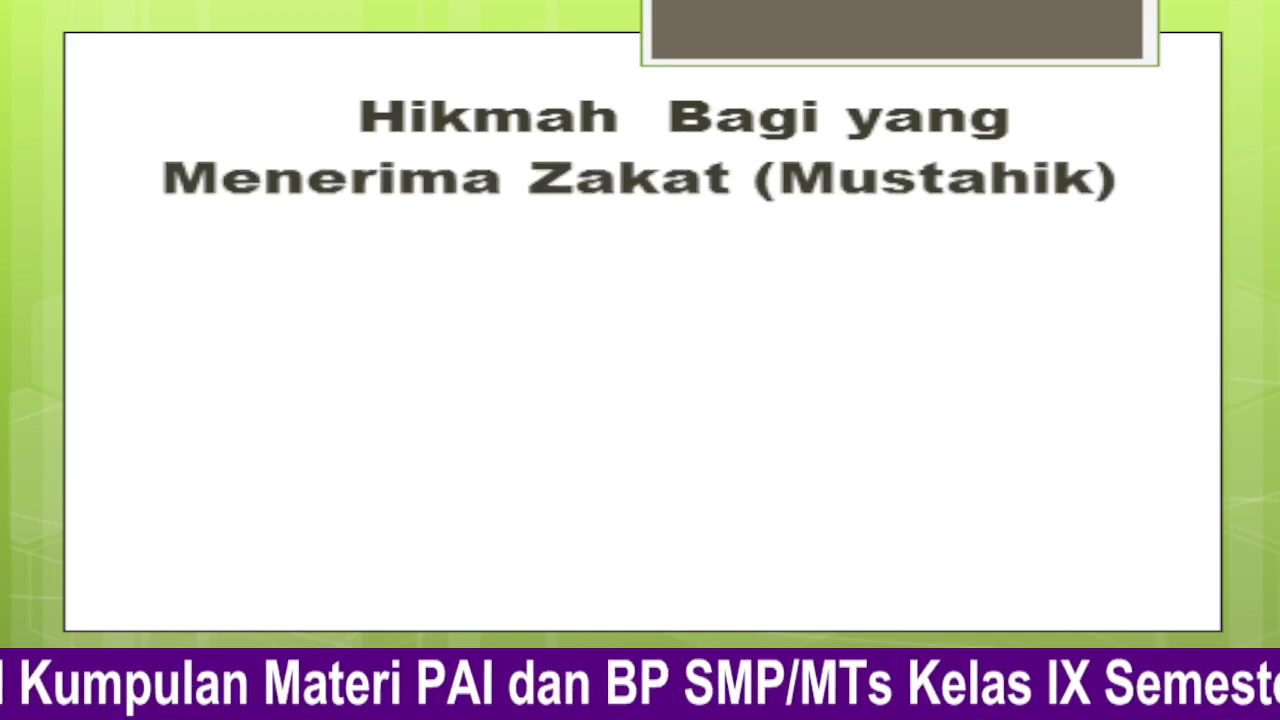 Hikmah Bagi yang
Menerima Zakat (Mustahik)
Kumpulan Materi PAI dan BP SMP/MTs Kelas IX